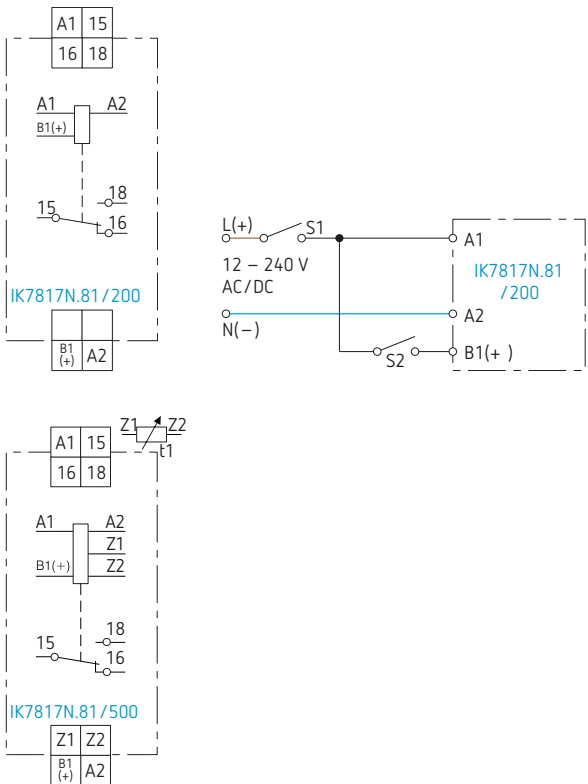 A1 15
16 18
A1 A2
B1(+)
18
15
16
IK7817N.81/200
B1
(+) A2
L(+) S1
12 – 240 V
AC/DC
N(–)
S2
A1
IK7817N.81
/200
A2
B1(+ )
Z1 Z2
t1
A1 15
16 18
A1 A2
Z1
B1(+) Z2
18
15
16
IK7817N.81/500
Z1 Z2
B1
(+) A2